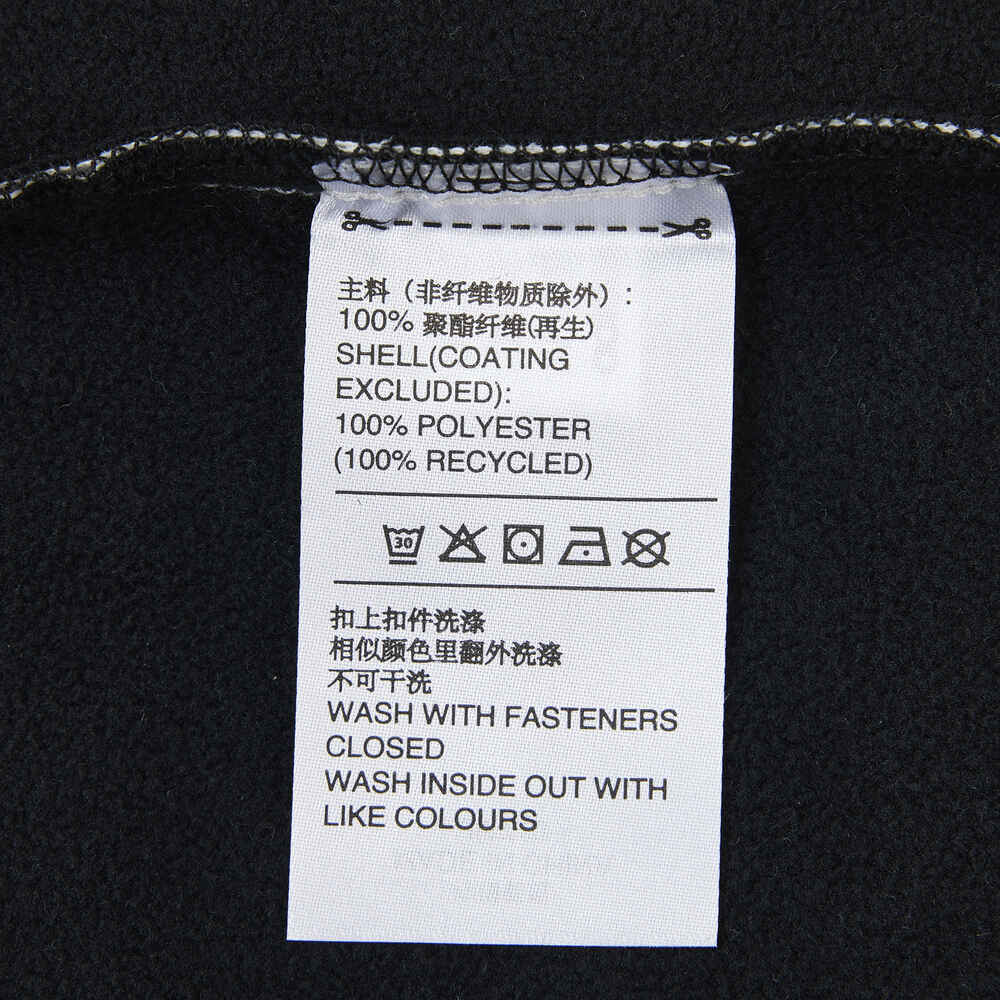 主料（非纤维物质除外）:
100% 聚酯纤维(再生)
SHELL(COATING
EXCLUDED):
100% POLYESTER
(100% RECYCLED)
30
扣上扣件洗涤
相似颜色里翻外洗涤
不可干洗
WASH WITH FASTENERS
CLOSED
WASH INSIDE OUT WITH
LIKE COLOURS